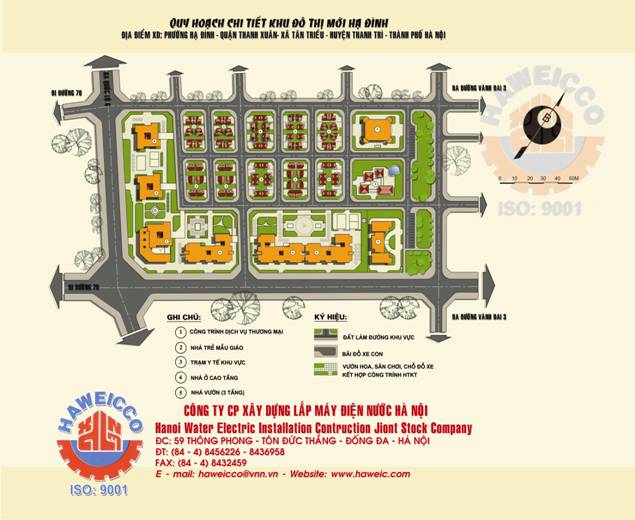 QUY HOẠCH CHI TIẾT KHU ĐÔ THỊ MỚI HẠ ĐÌNH
ĐỊA ĐIỂM XD: PHƯỜNG HẠ ĐÌNH - QUẬN THANH XUÂN- XÃ TÂN TRIỀU - HUYỆN THANH TRÌ - THÀNH PHỐ HÀ NỘI
ĐI ĐƯỜNG 70
RA ĐƯỜNG VÀNH ĐAI 3
HAWEICCO
0 10 20 30 40 50M
ISO: 9001
ĐI ĐƯỜNG 70
RA ĐƯỜNG VÀNH ĐAI 3
GHI CHÚ:
1 CÔNG TRÌNH DỊCH VỤ THƯƠNG MẠI
2 NHÀ TRẺ MẪU GIÁO
3 TRẠM Y TẾ KHU VỰC
4 NHÀ Ở CAO TẦNG
5 NHÀ VƯỜN (3 TẦNG)
KÝ HIỆU:
ĐẤT LÀM ĐƯỜNG KHU VỰC
BÃI ĐỖ XE CON
VƯỜN HOA, SÂN CHƠI, CHỖ ĐỖ XE
KẾT HỢP CÔNG TRÌNH HTKT
HAWEICCO
ISO: 9001
CÔNG TY CP XÂY DỰNG LẮP MÁY ĐIỆN NƯỚC HÀ NỘI
Hanoi Water Electric Installation Contruction Jiont Stock Company
ĐC: 59 THÔNG PHONG - TÔN ĐỨC THẮNG - ĐỐNG ĐA - HÀ NỘI
ĐT: (84 - 4) 8456226 - 8436958
FAX: (84 - 4) 8432459
E - mail: haweicco@vnn.vn - Website: www.haweic.com